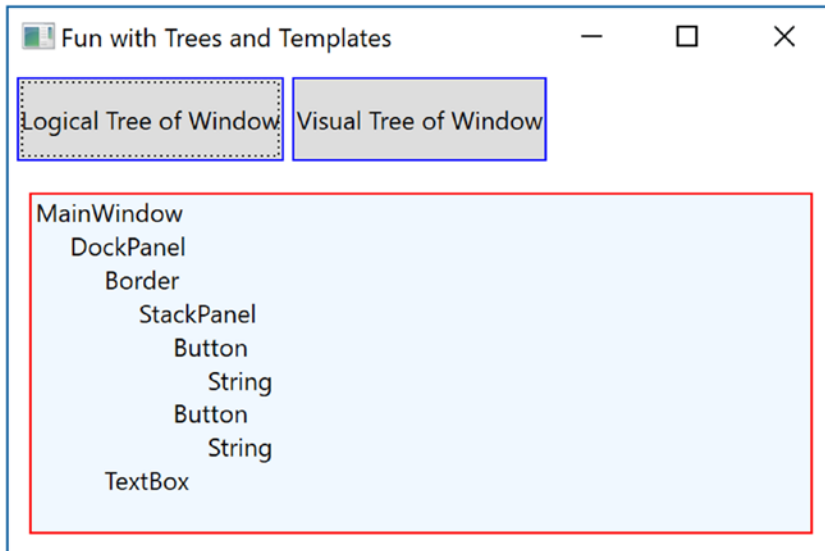 Fun with Trees and Templates
Logical Tree of Window Visual Tree of Window
MainWindow
DockPanel
Border
StackPanel
Button
String
Button
String
TextBox